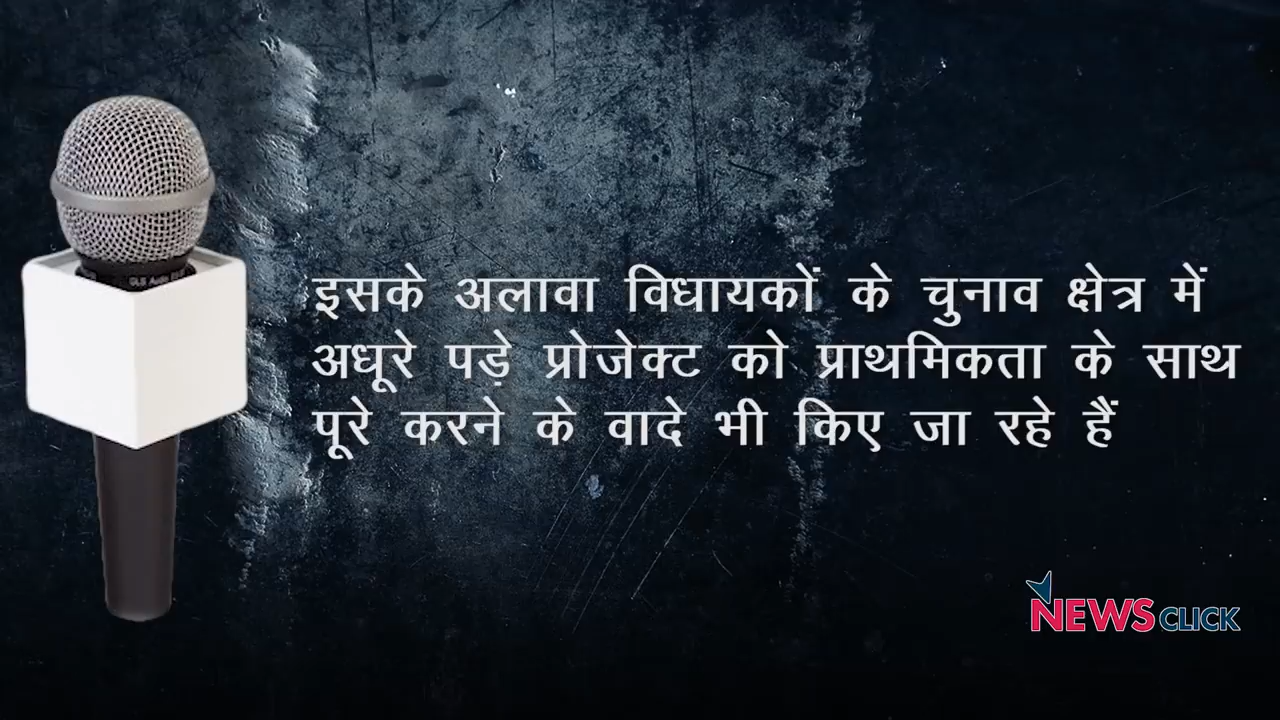 इसके अलावा विधायकों के चुनाव क्षेत्र में
अधूरे पड़े प्रोजेक्ट को प्राथमिकता के साथ
पूरे करने के वादे भी किए जा रहे हैं
NEWSCLICK